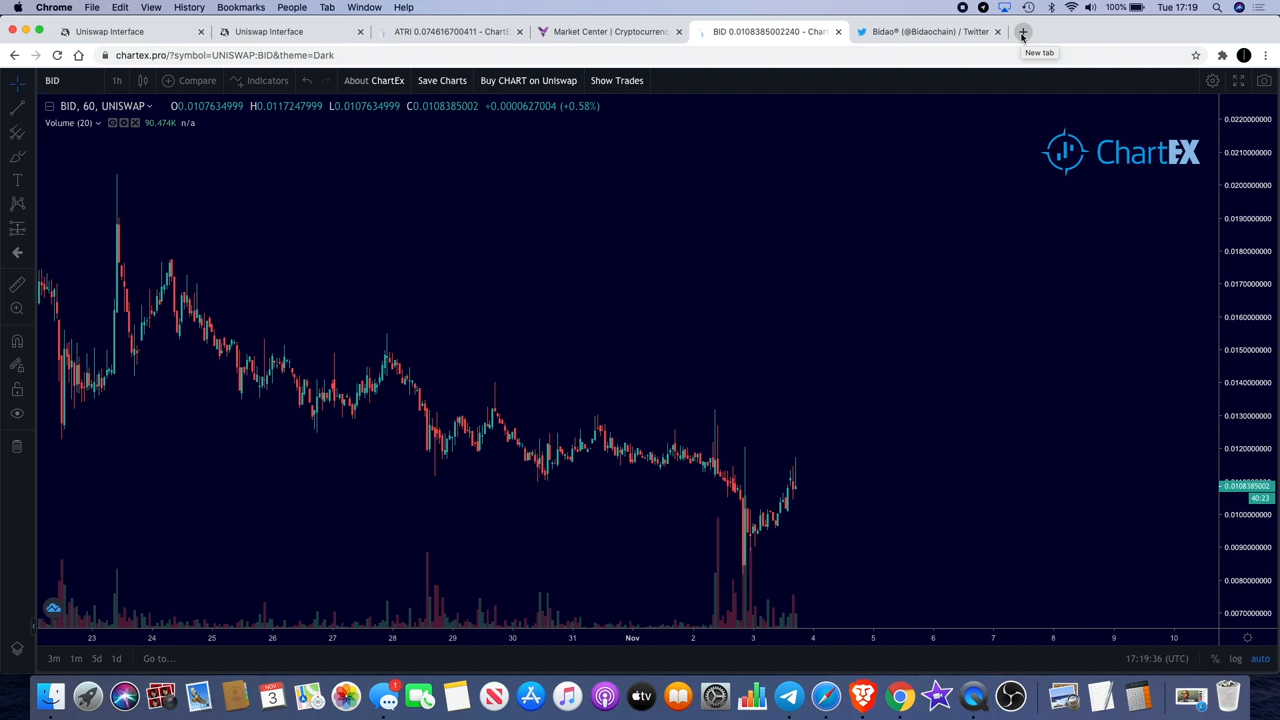 Chrome File Edit View History Bookmarks People Tab Window Help 100% Tue 17:19
Uniswap Interface Uniswap Interface ATRI 0.074616700411 - ChartE Market Center | Cryptocurrenc BID 0.0108385002240 - Chart Bidao® (@Bidaochain) / Twitter
New tab
chartex.pro/?symbol=UNISWAP:BID&theme=Dark
BID 1h Compare Indicators About ChartEx Save Charts Buy CHART on Uniswap Show Trades
BID, 60, UNISWAP O0.0107634999 H0.0117247999 L0.0107634999 C0.0108385002 +0.0000627004 (+0.58%)
Volume (20) 90.474K n/a
ChartEX
0.0220000000
0.0210000000
0.0200000000
0.0190000000
0.0180000000
0.0170000000
0.0160000000
0.0150000000
0.0140000000
0.0130000000
0.0120000000
0.0108385002
40:23
0.0100000000
0.0090000000
0.0080000000
0.0070000000
23 24 25 26 27 28 29 30 31 Nov 2 3 4 5 6 7 8 9 10
3m 1m 5d 1d Go to... 17:19:36 (UTC) % log auto
NOV
3
1
tv